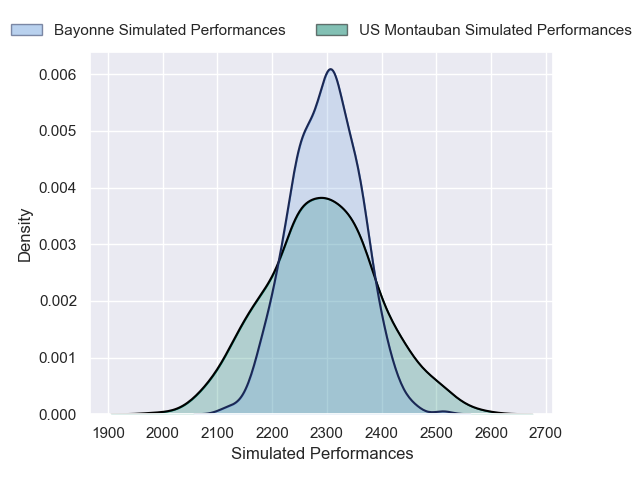 Bayonne Simulated Performances
US Montauban Simulated Performances
0.006
0.005
0.004
0.003
0.002
0.001
0.000
Density
1900 2000 2100 2200 2300 2400 2500 2600 2700
Simulated Performances